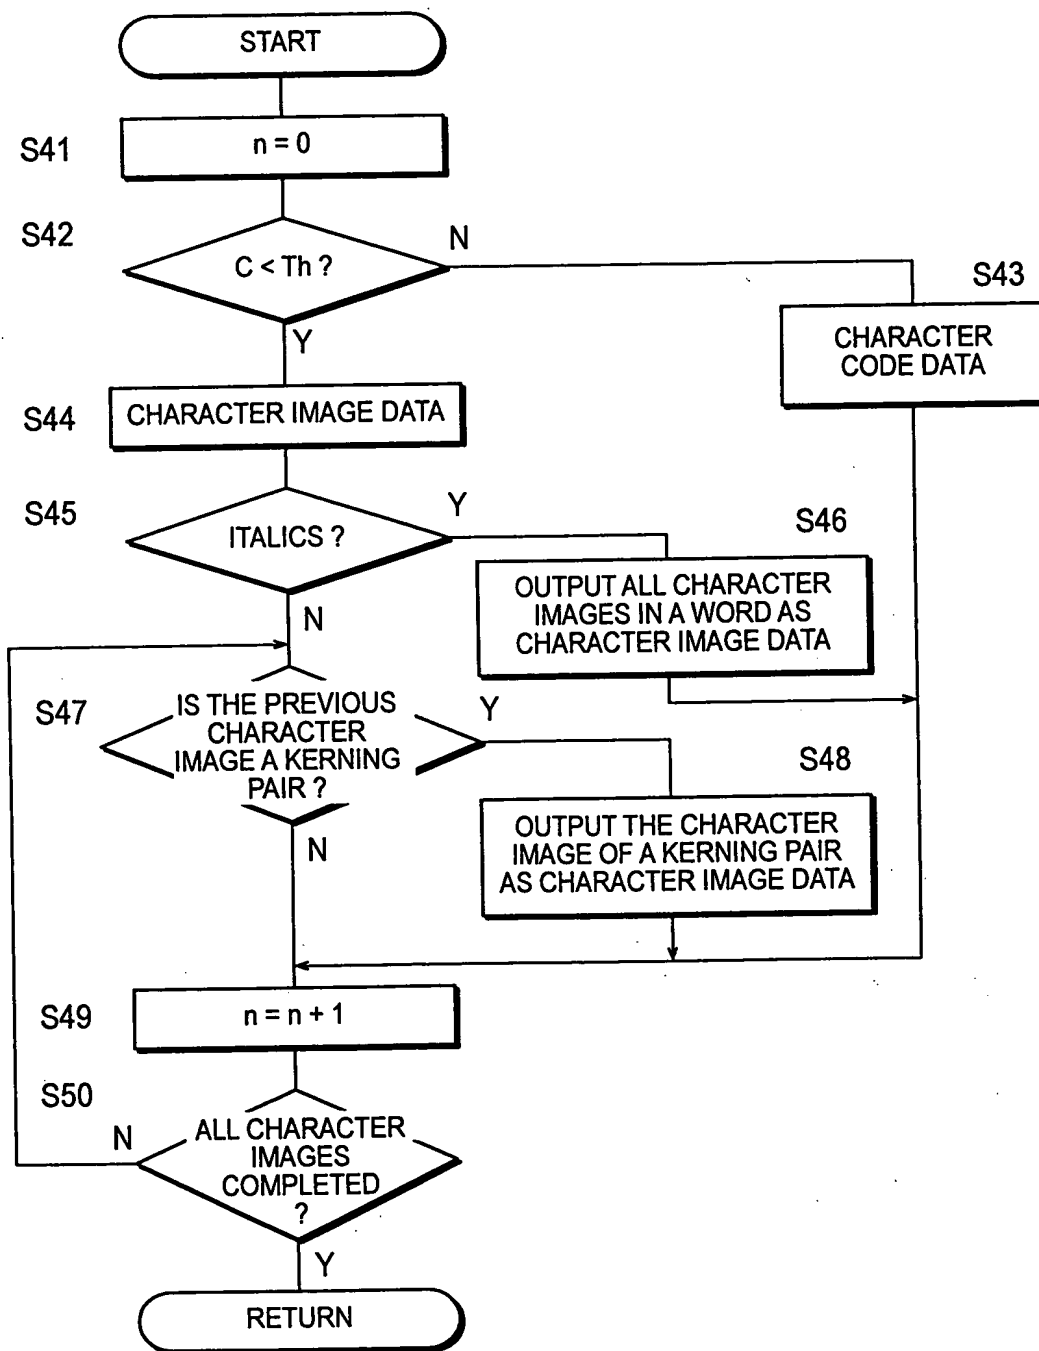 START
S41
n = 0
S42
C < Th ?
N
Y
S43
CHARACTER
CODE DATA
S44
CHARACTER IMAGE DATA
S45
ITALICS ?
Y
N
S46
OUTPUT ALL CHARACTER
IMAGES IN A WORD AS
CHARACTER IMAGE DATA
S47
IS THE PREVIOUS
CHARACTER
IMAGE A KERNING
PAIR ?
Y
N
S48
OUTPUT THE CHARACTER
IMAGE OF A KERNING PAIR
AS CHARACTER IMAGE DATA
S49
n = n + 1
S50
N
ALL CHARACTER
IMAGES
COMPLETED
?
Y
RETURN